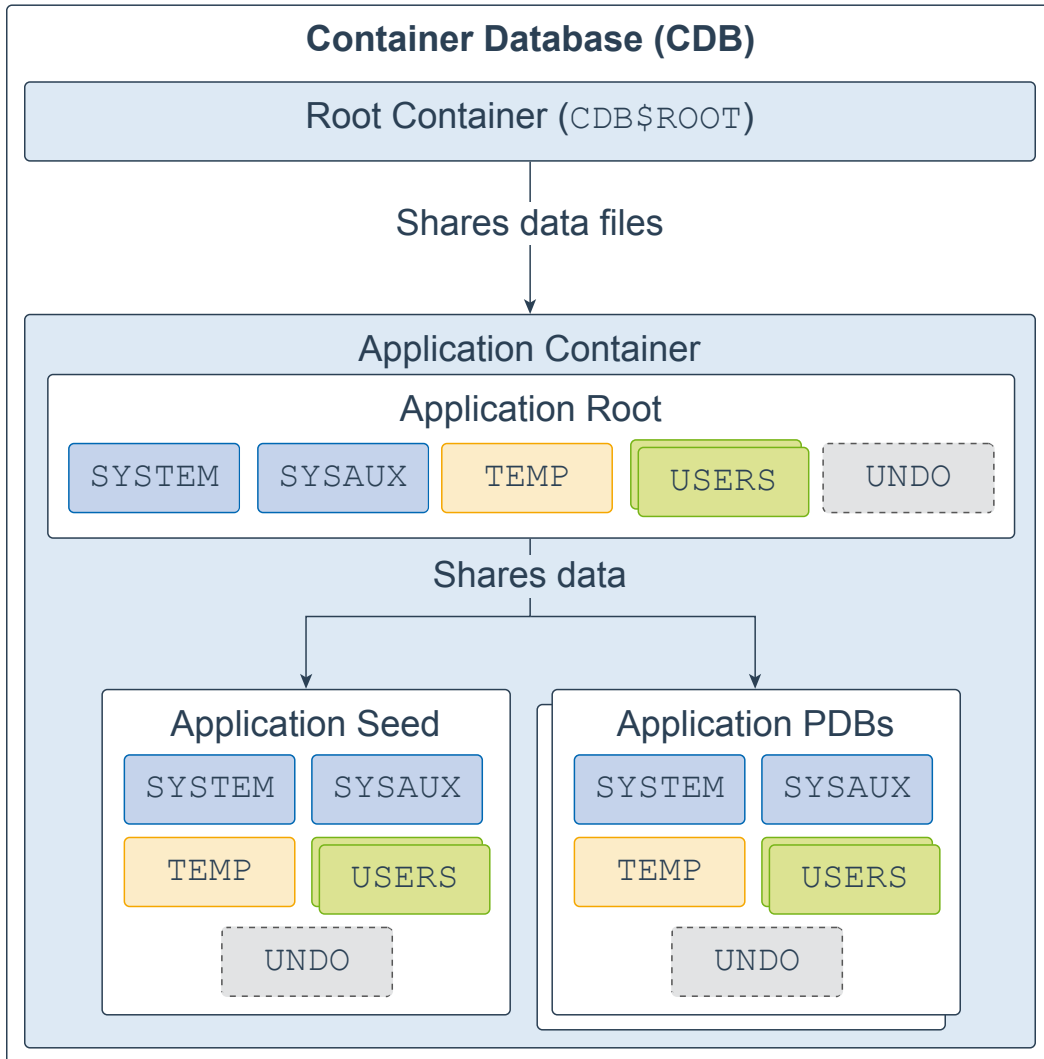 Container Database (CDB)
Root Container (CDB$ROOT)
Shares data files
Application Container
Application Root
SYSTEM SYSAUX TEMP USERS UNDO
Shares data
Application Seed
SYSTEM SYSAUX
TEMP USERS
UNDO
Application PDBs
SYSTEM SYSAUX
TEMP USERS
UNDO